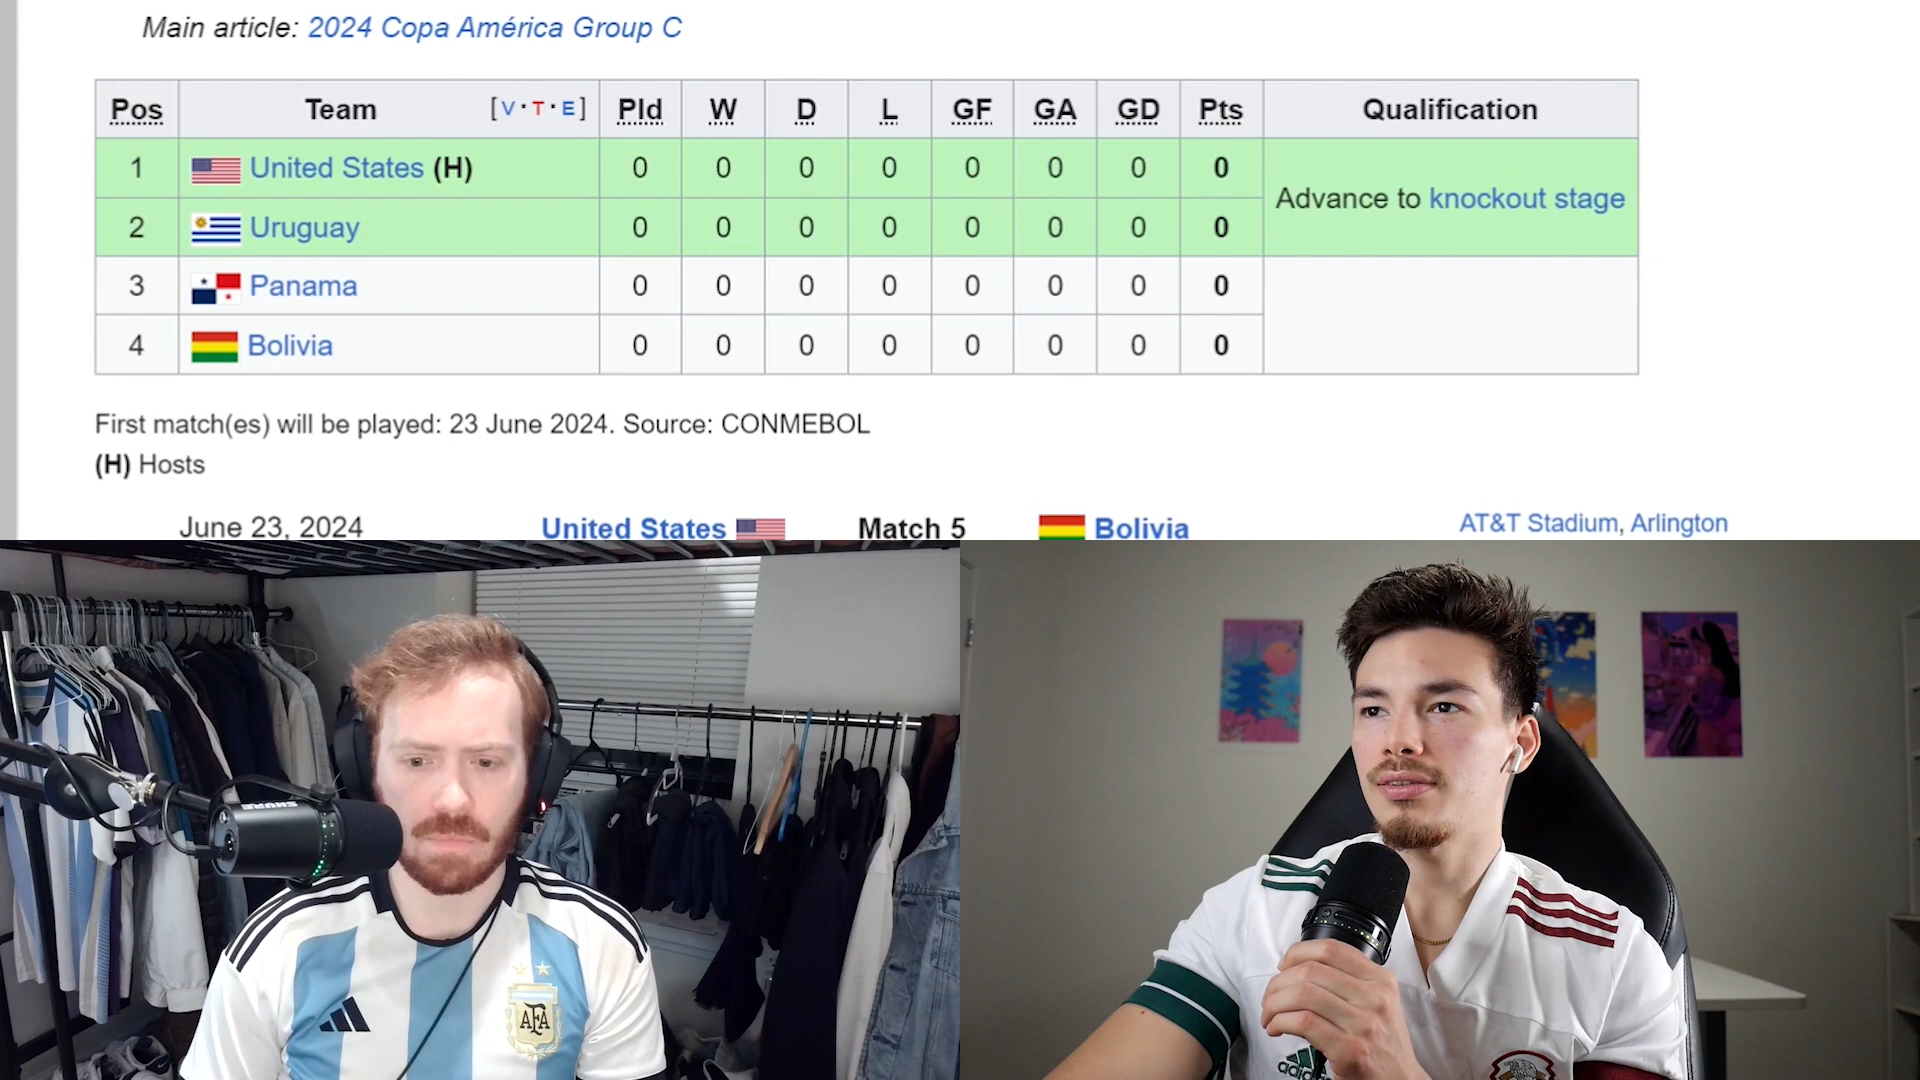 Main article: 2024 Copa América Group C
Pos Team [V·T·E] Pld W D L GF GA GD Pts Qualification
1 United States (H) 0 0 0 0 0 0 0 0 Advance to knockout stage
2 Uruguay 0 0 0 0 0 0 0 0
3 Panama 0 0 0 0 0 0 0 0
4 Bolivia 0 0 0 0 0 0 0 0
First match(es) will be played: 23 June 2024. Source: CONMEBOL
(H) Hosts
June 23, 2024 United States Match 5 Bolivia AT&T Stadium, Arlington
SHURE
AFA
adidas